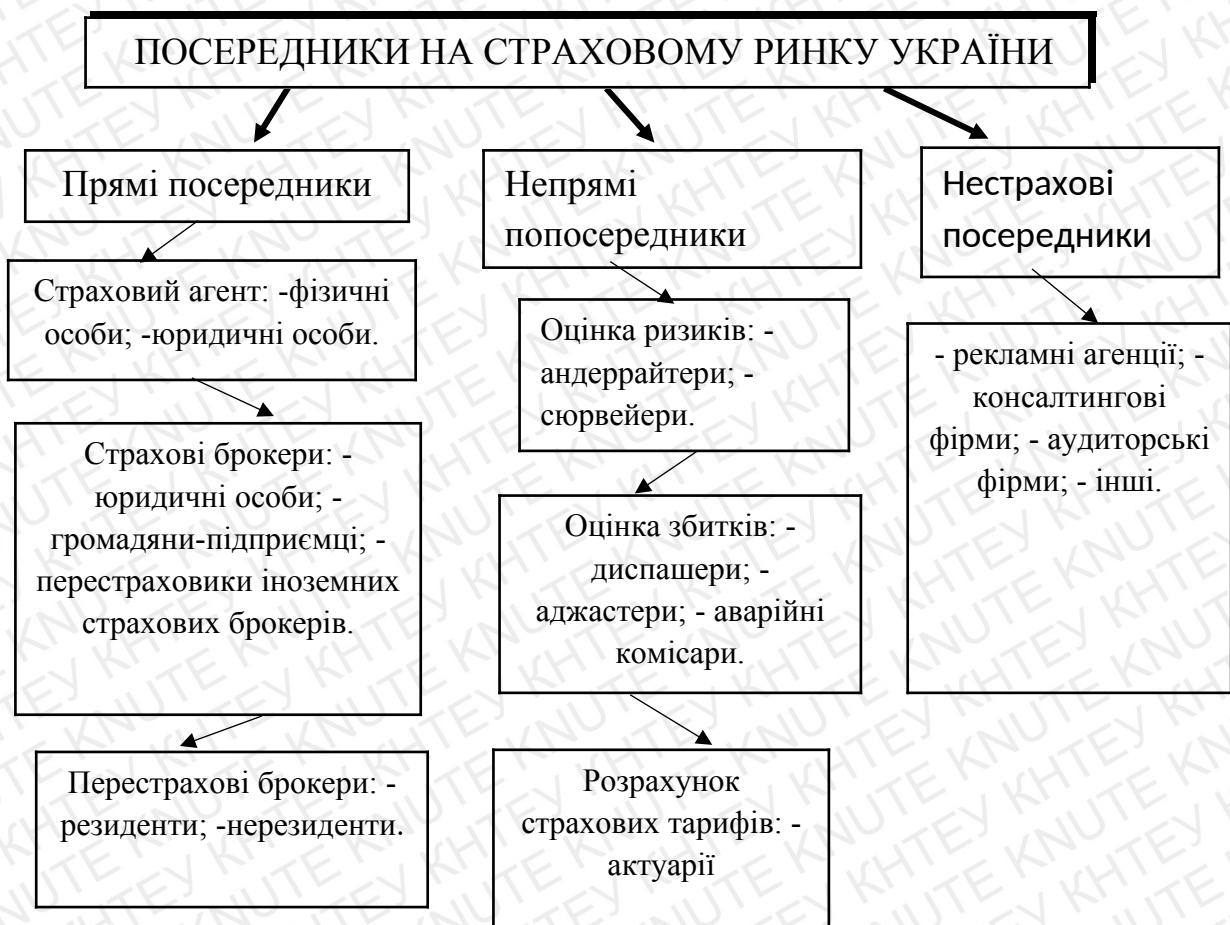 ПОСЕРЕДНИКИ НА СТРАХОВОМУ РИНКУ УКРАЇНИ
Прямі посередники
Страховий агент: -фізичні
особи; -юридичні особи.
Страхові брокери: -
юридичні особи; -
громадяни-підприємці; -
перестраховики іноземних
страхових брокерів.
Перестрахові брокери: -
резиденти; -нерезиденти.
Непрямі
попосередники
Оцінка ризиків: -
андеррайтери; -
сюрвейери.
Оцінка збитків: -
диспашери; -
аджастери; - аварійні
комісари.
Розрахунок
страхових тарифів: -
актуарії
Нестрахові
посередники
- рекламні агенції; -
консалтингові
фірми; - аудиторські
фірми; - інші.